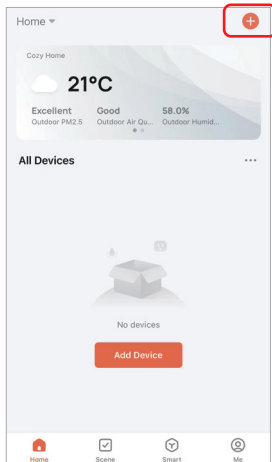 Home
Cozy Home
21°C
Excellent Good 58.0%
Outdoor PM2.5 Outdoor Air Qu... Outdoor Humid...
All Devices
No devices
Add Device
Home Scene Smart Me